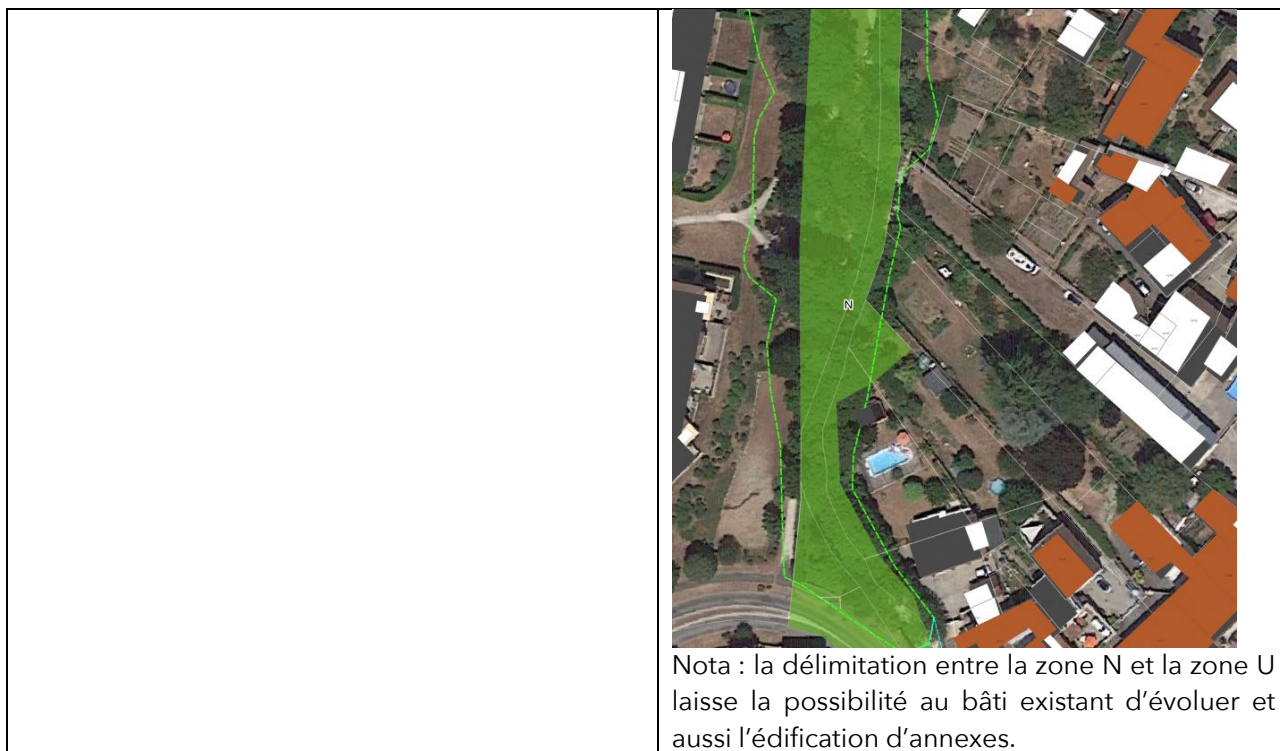 N
Nota : la délimitation entre la zone N et la zone U
laisse la possibilité au bâti existant d’évoluer et
aussi l’édification d’annexes.